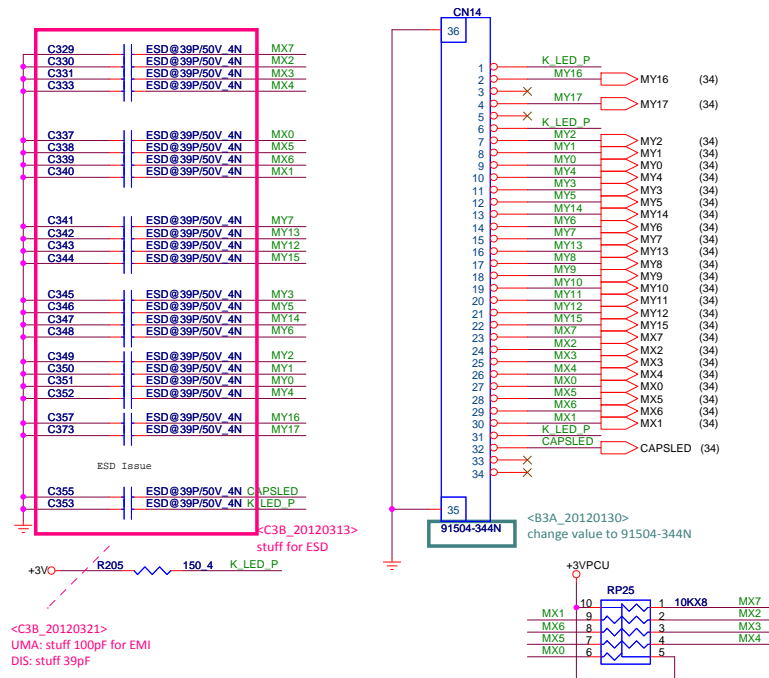 C329 ESD@39P/50V_4N MX7
C330 ESD@39P/50V_4N MX2
C331 ESD@39P/50V_4N MX3
C333 ESD@39P/50V_4N MX4
C337 ESD@39P/50V_4N MX0
C338 ESD@39P/50V_4N MX5
C339 ESD@39P/50V_4N MX6
C340 ESD@39P/50V_4N MX1
C341 ESD@39P/50V_4N MY7
C342 ESD@39P/50V_4N MY13
C343 ESD@39P/50V_4N MY12
C344 ESD@39P/50V_4N MY15
C345 ESD@39P/50V_4N MY3
C346 ESD@39P/50V_4N MY5
C347 ESD@39P/50V_4N MY14
C348 ESD@39P/50V_4N MY6
C349 ESD@39P/50V_4N MY2
C350 ESD@39P/50V_4N MY1
C351 ESD@39P/50V_4N MY0
C352 ESD@39P/50V_4N MY4
C357 ESD@39P/50V_4N MY16
C373 ESD@39P/50V_4N MY17
ESD Issue
C355 ESD@39P/50V_4N CAPSLED
C353 ESD@39P/50V_4N K_LED_P
<C3B_20120313>
stuff for ESD
+3V R205 150_4 K_LED_P
<C3B_20120321>
UMA: stuff 100pF for EMI
DIS: stuff 39pF
CN14
36
1 K_LED_P
2 MY16 MY16 (34)
3
4 MY17 MY17 (34)
5
6 K_LED_P
7 MY2 MY2 (34)
8 MY1 MY1 (34)
9 MY0 MY0 (34)
10 MY4 MY4 (34)
11 MY3 MY3 (34)
12 MY5 MY5 (34)
13 MY14 MY14 (34)
14 MY6 MY6 (34)
15 MY7 MY7 (34)
16 MY13 MY13 (34)
17 MY8 MY8 (34)
18 MY9 MY9 (34)
19 MY10 MY10 (34)
20 MY11 MY11 (34)
21 MY12 MY12 (34)
22 MY15 MY15 (34)
23 MX7 MX7 (34)
24 MX2 MX2 (34)
25 MX3 MX3 (34)
26 MX4 MX4 (34)
27 MX0 MX0 (34)
28 MX5 MX5 (34)
29 MX6 MX6 (34)
30 MX1 MX1 (34)
31 K_LED_P
32 CAPSLED CAPSLED (34)
33
34
35
91504-344N
<B3A_20120130>
change value to 91504-344N
+3VPCU
RP25
10 1 10KX8 MX7
MX1 9 2 MX2
MX6 8 3 MX3
MX5 7 4 MX4
MX0 6 5